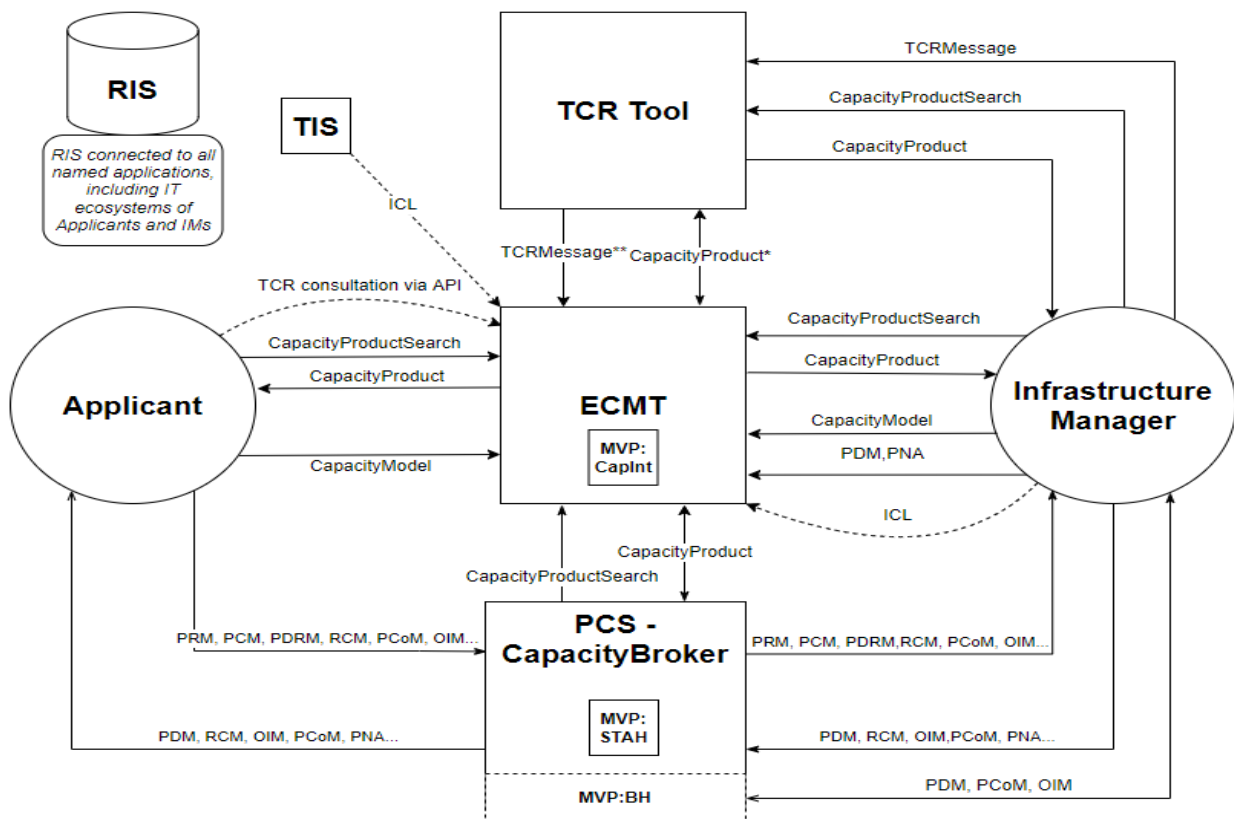 RIS
RIS connected to all
named applications,
including IT
ecosystems of
Applicants and IMs
TIS
ICL
TCR Tool
TCRMessage
CapacityProductSearch
CapacityProduct
TCRMessage**
CapacityProduct*
TCR consultation via API
CapacityProductSearch
CapacityProduct
Applicant
CapacityModel
ECMT
MVP:
CapInt
CapacityProductSearch
CapacityProduct
Infrastructure
Manager
CapacityModel
PDM,PNA
ICL
CapacityProduct
CapacityProductSearch
PRM, PCM, PDRM, RCM, PCoM, OIM...
PCS -
CapacityBroker
PRM, PCM, PDRM,RCM, PCoM, OIM...
MVP:
STAH
PDM, RCM, OIM, PCoM, PNA...
PDM, RCM, OIM,PCoM, PNA...
MVP:BH
PDM, PCoM, OIM